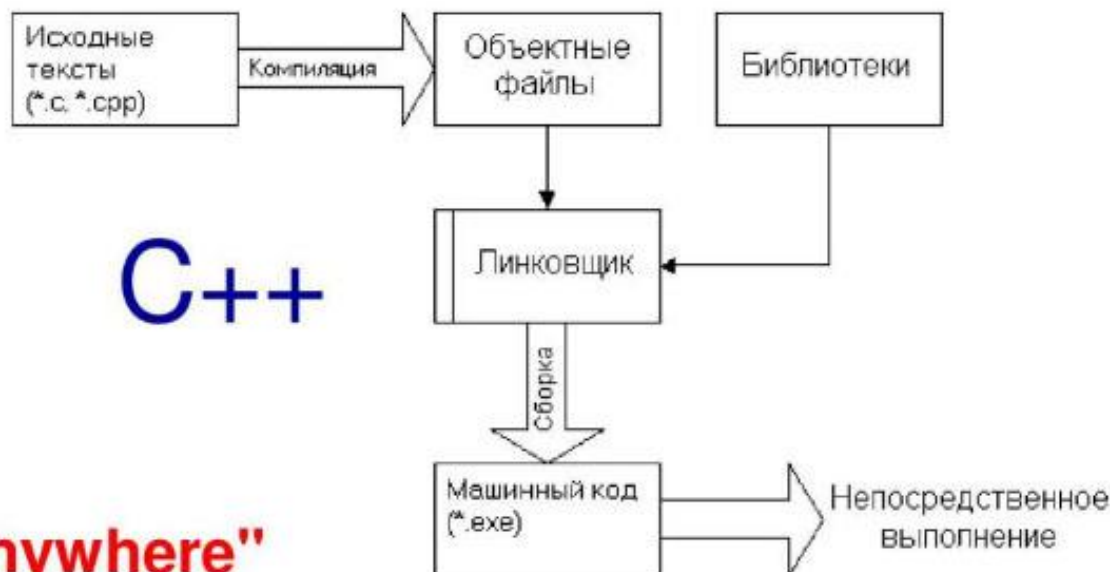 Исходные
тексты
(*.c, *.cpp)
Компиляция
Объектные
файлы
Библиотеки
C++
Линковщик
Сборка
Машинный код
(*.exe)
Непосредственное
выполнение
nywhere"